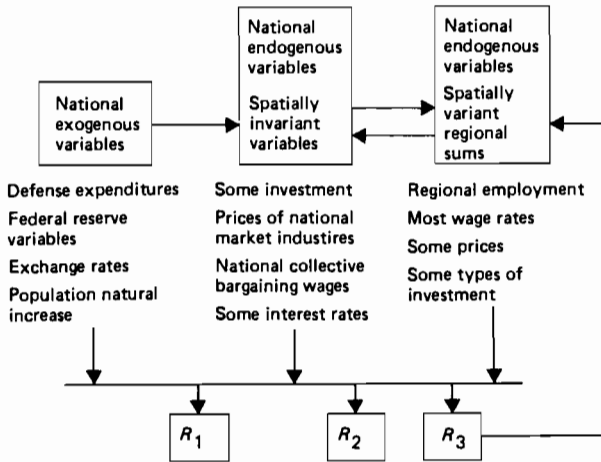 National
exogenous
variables
National
endogenous
variables
Spatially
invariant
variables
National
endogenous
variables
Spatially
variant
regional
sums
Defense expenditures
Federal reserve
variables
Exchange rates
Population natural
increase
Some investment
Prices of national
market industires
National collective
bargaining wages
Some interest rates
Regional employment
Most wage rates
Some prices
Some types of
investment
R1
R2
R3